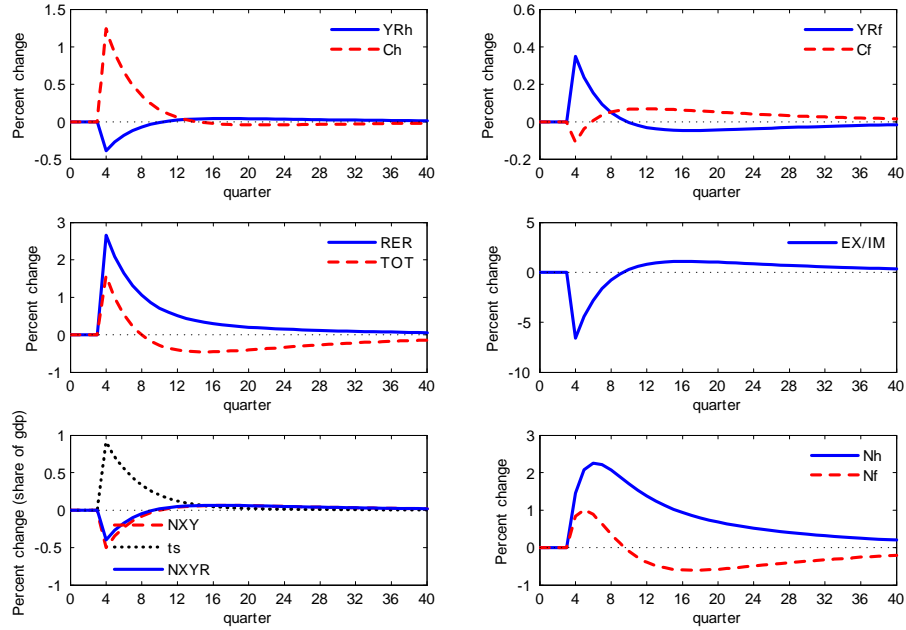 Percent change
1.5
1
0.5
0
-0.5
YRh
Ch
0 4 8 12 16 20 24 28 32 36 40
quarter
Percent change
0.6
0.4
0.2
0
-0.2
YRf
Cf
0 4 8 12 16 20 24 28 32 36 40
quarter
Percent change
3
2
1
0
-1
RER
TOT
0 4 8 12 16 20 24 28 32 36 40
quarter
Percent change
5
0
-5
-10
EX/IM
0 4 8 12 16 20 24 28 32 36 40
quarter
Percent change (share of gdp)
1
0.5
0
-0.5
-1
NXY
ts
NXYR
0 4 8 12 16 20 24 28 32 36 40
quarter
Percent change
3
2
1
0
-1
Nh
Nf
0 4 8 12 16 20 24 28 32 36 40
quarter